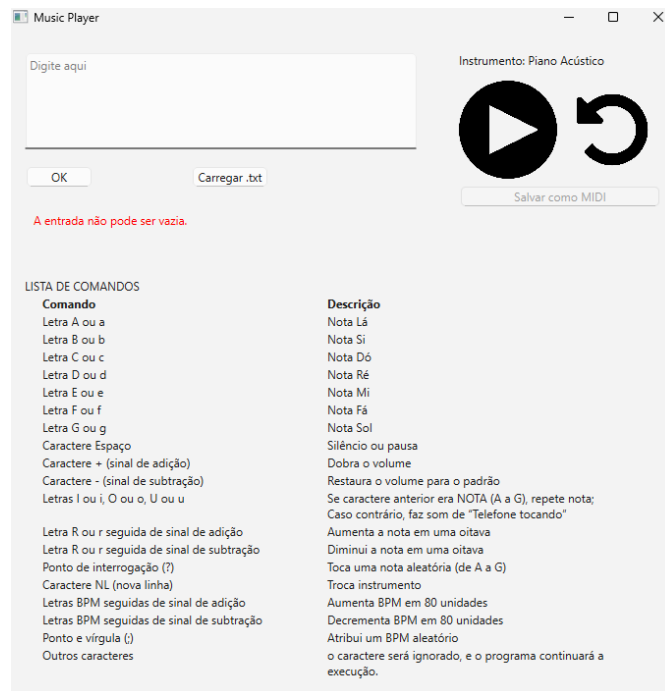 Music Player
Digite aqui
Instrumento: Piano Acústico
OK
Carregar .txt
Salvar como MIDI
A entrada não pode ser vazia.
LISTA DE COMANDOS
Comando Descrição
Letra A ou a Nota Lá
Letra B ou b Nota Si
Letra C ou c Nota Dó
Letra D ou d Nota Ré
Letra E ou e Nota Mi
Letra F ou f Nota Fá
Letra G ou g Nota Sol
Caractere Espaço Silêncio ou pausa
Caractere + (sinal de adição) Dobra o volume
Caractere - (sinal de subtração) Restaura o volume para o padrão
Letras I ou i, O ou o, U ou u Se caractere anterior era NOTA (A a G), repete nota;
Caso contrário, faz som de “Telefone tocando”
Letra R ou r seguida de sinal de adição Aumenta a nota em uma oitava
Letra R ou r seguida de sinal de subtração Diminui a nota em uma oitava
Ponto de interrogação (?) Toca uma nota aleatória (de A a G)
Caractere NL (nova linha) Troca instrumento
Letras BPM seguidas de sinal de adição Aumenta BPM em 80 unidades
Letras BPM seguidas de sinal de subtração Decrementa BPM em 80 unidades
Ponto e vírgula (;) Atribui um BPM aleatório
Outros caracteres o caractere será ignorado, e o programa continuará a
execução.